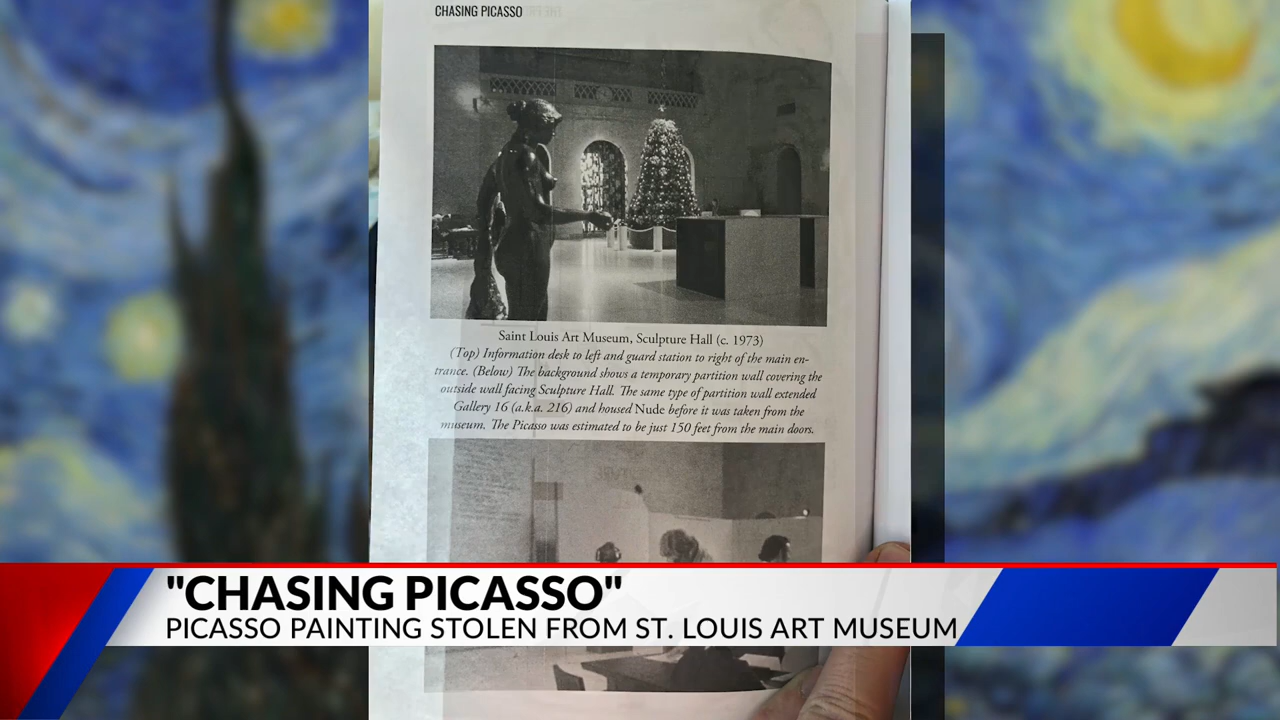 CHASING PICASSO
Saint Louis Art Museum, Sculpture Hall (c. 1973)
(Top) Information desk to left and guard station to right of the main en-
trance. (Below) The background shows a temporary partition wall covering the
outside wall facing Sculpture Hall. The same type of partition wall extended
Gallery 16 (a.k.a. 216) and housed Nude before it was taken from the
museum. The Picasso was estimated to be just 150 feet from the main doors.
"CHASING PICASSO"
PICASSO PAINTING STOLEN FROM ST. LOUIS ART MUSEUM